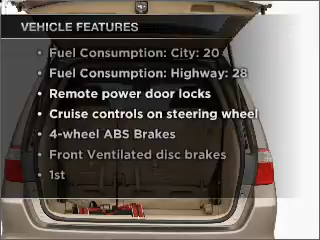 VEHICLE FEATURES
• Fuel Consumption: City: 20
• Fuel Consumption: Highway: 28
• Remote power door locks
• Cruise controls on steering wheel
• 4-wheel ABS Brakes
• Front Ventilated disc brakes
• 1st